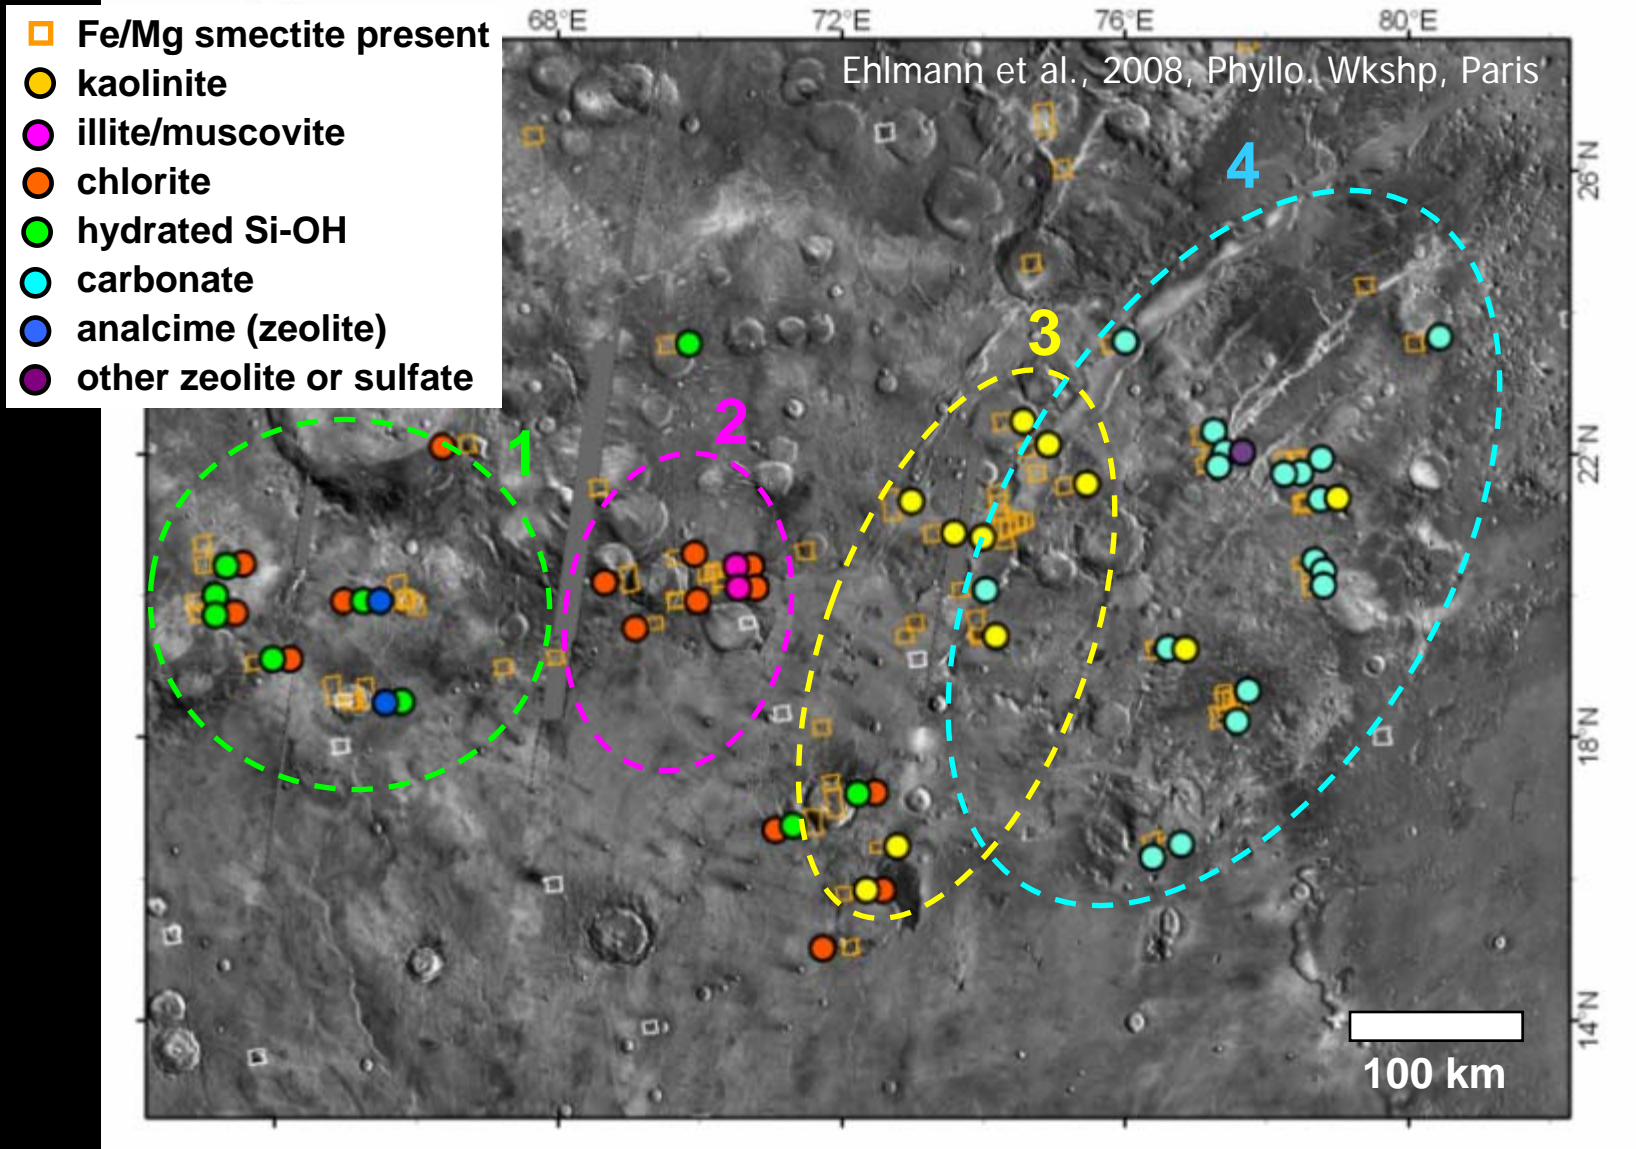 68°E 72°E 76°E 80°E
Fe/Mg smectite present
kaolinite
illite/muscovite
chlorite
hydrated Si-OH
carbonate
analcime (zeolite)
other zeolite or sulfate
Ehlmann et al., 2008, Phyllo. Wkshp, Paris
4
3
2
1
26°N
22°N
18°N
14°N
100 km